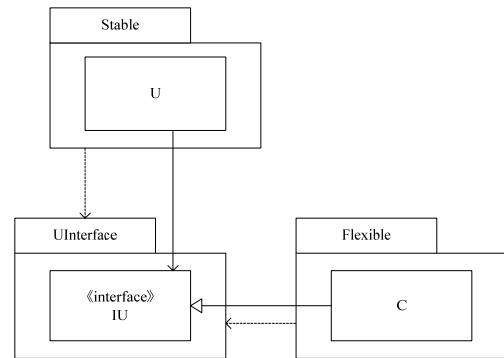 Stable
U
UInterface
Flexible
《interface》
IU
C